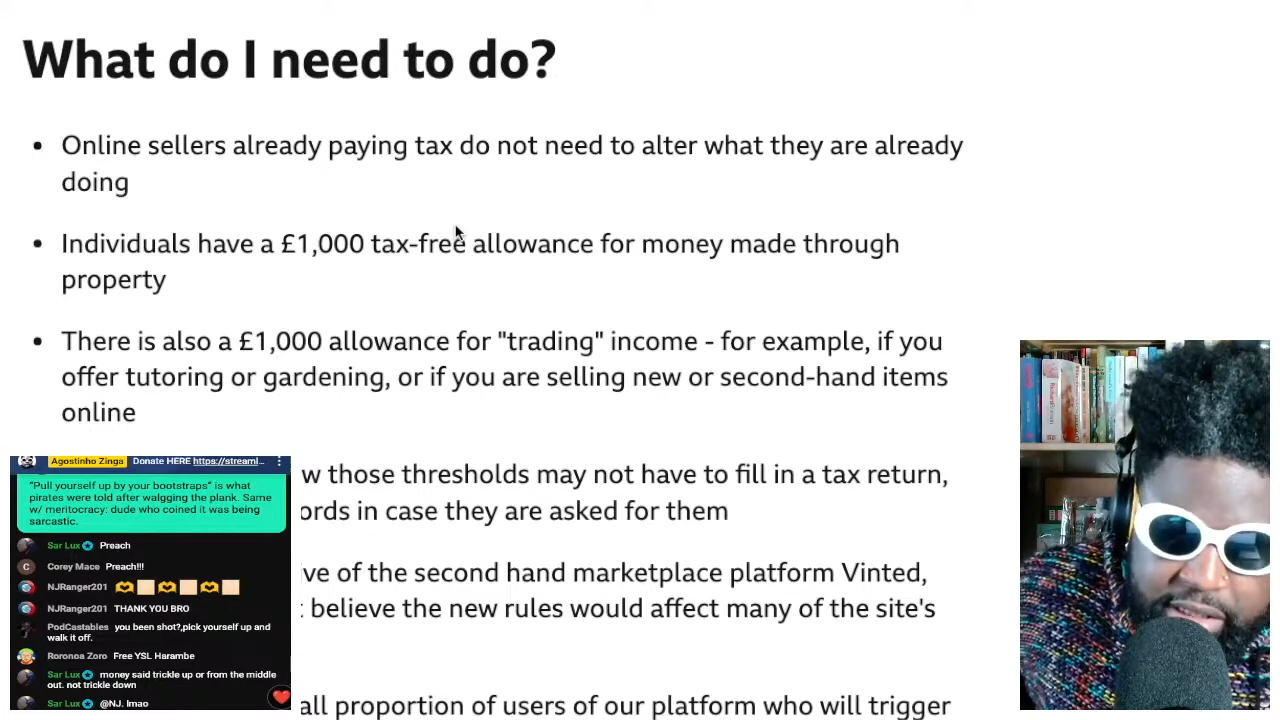 What do I need to do?
• Online sellers already paying tax do not need to alter what they are already
doing
• Individuals have a £1,000 tax-free allowance for money made through
property
• There is also a £1,000 allowance for "trading" income - for example, if you
offer tutoring or gardening, or if you are selling new or second-hand items
online
w those thresholds may not have to fill in a tax return,
ords in case they are asked for them
ive of the second hand marketplace platform Vinted,
believe the new rules would affect many of the site's
all proportion of users of our platform who will trigger
Agostinho Zinga Donate HERE https://streaml...
"Pull yourself up by your bootstraps" is what
pirates were told after walgging the plank. Same
w/ meritocracy: dude who coined it was being
sarcastic.
Sar Lux Preach
C Corey Mace Preach!!!
NJRanger201
NJRanger201 THANK YOU BRO
PodCastables you been shot?,pick yourself up and
walk it off.
Roronoa Zoro Free YSL Harambe
Sar Lux money said trickle up or from the middle
out. not trickle down
Sar Lux @NJ. lmao